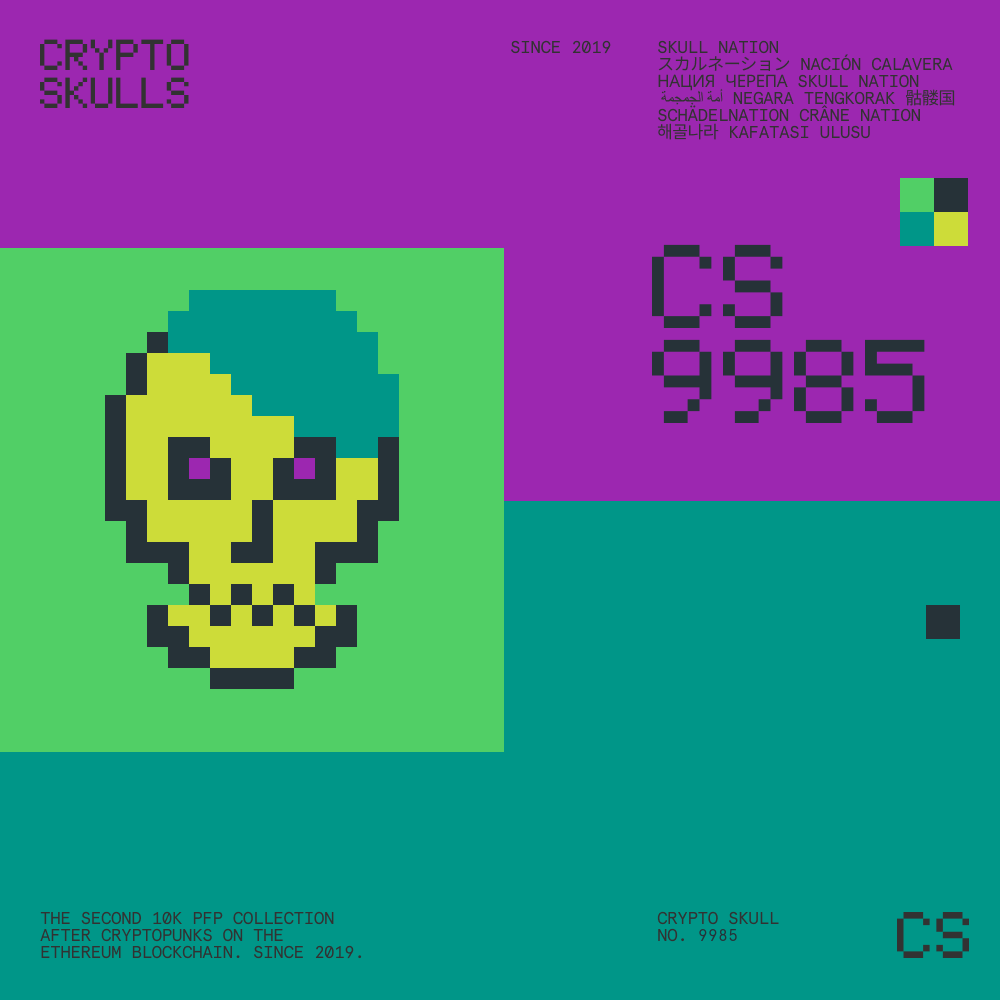 CRYPTO
SKULLS
SINCE 2019
SKULL NATION
スカルネーション NACIÓN CALAVERA
НАЦИЯ ЧЕРЕПА SKULL NATION
أمة الجمجمة NEGARA TENGKORAK 骷髏国
SCHÄDELNATION CRÂNE NATION
해골나라 KAFATASI ULUSU
CS
9985
THE SECOND 10K PFP COLLECTION
AFTER CRYPTOPUNKS ON THE
ETHEREUM BLOCKCHAIN. SINCE 2019.
CRYPTO SKULL
NO. 9985
CS